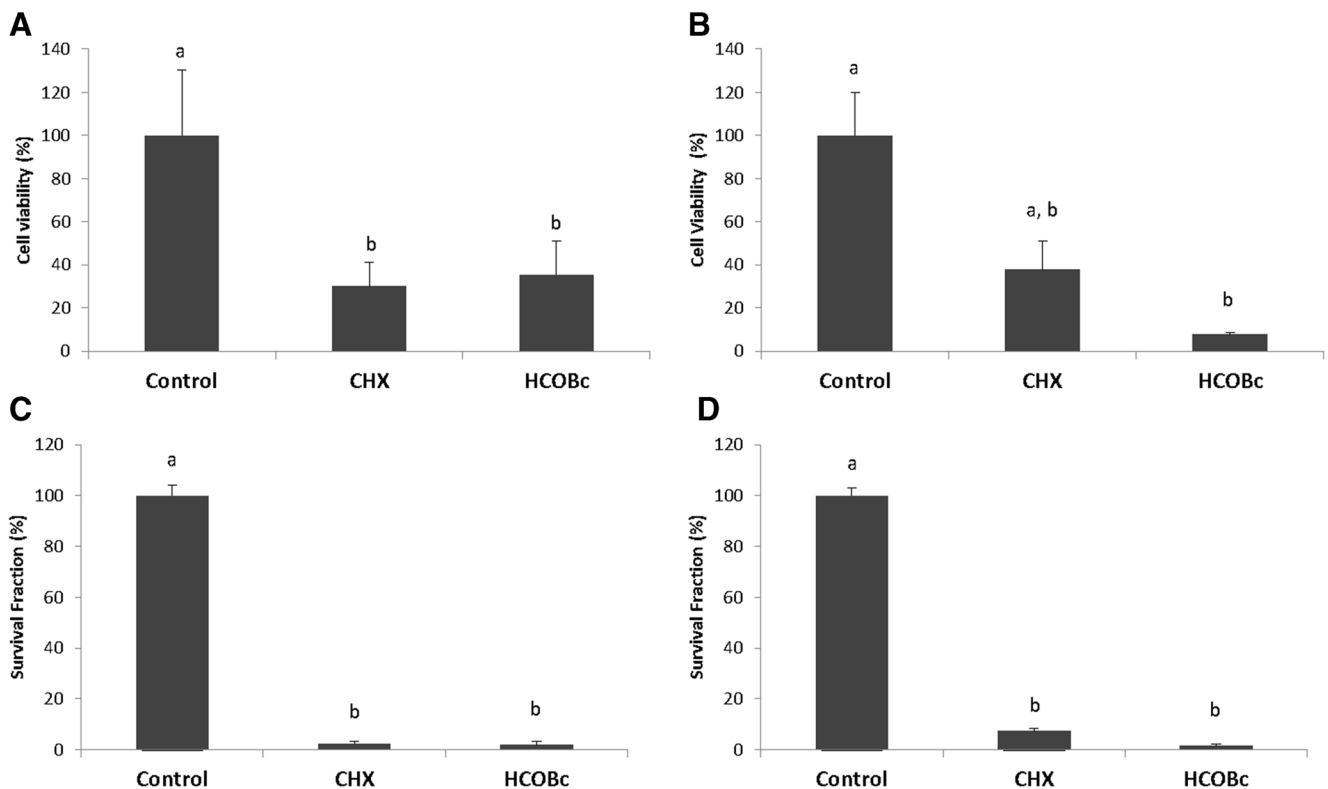 A
Cell viability (%)
140
120
100
80
60
40
20
0
a
b
b
Control CHX HCOBc
B
Cell Viability (%)
140
120
100
80
60
40
20
0
a
a, b
b
Control CHX HCOBc
C
Survival Fraction (%)
120
100
80
60
40
20
0
a
b
b
Control CHX HCOBc
D
Survival Fraction (%)
120
100
80
60
40
20
0
a
b
b
Control CHX HCOBc